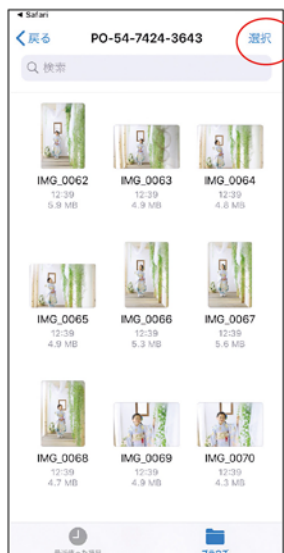 ◀ Safari
戻る PO-54-7424-3643 選択
検索
IMG_0062 IMG_0063 IMG_0064
12:39 12:39 12:39
5.9 MB 4.9 MB 4.8 MB
IMG_0065 IMG_0066 IMG_0067
12:39 12:39 12:39
4.9 MB 5.3 MB 5.6 MB
IMG_0068 IMG_0069 IMG_0070
12:39 12:39 12:39
4.7 MB 4.9 MB 4.3 MB